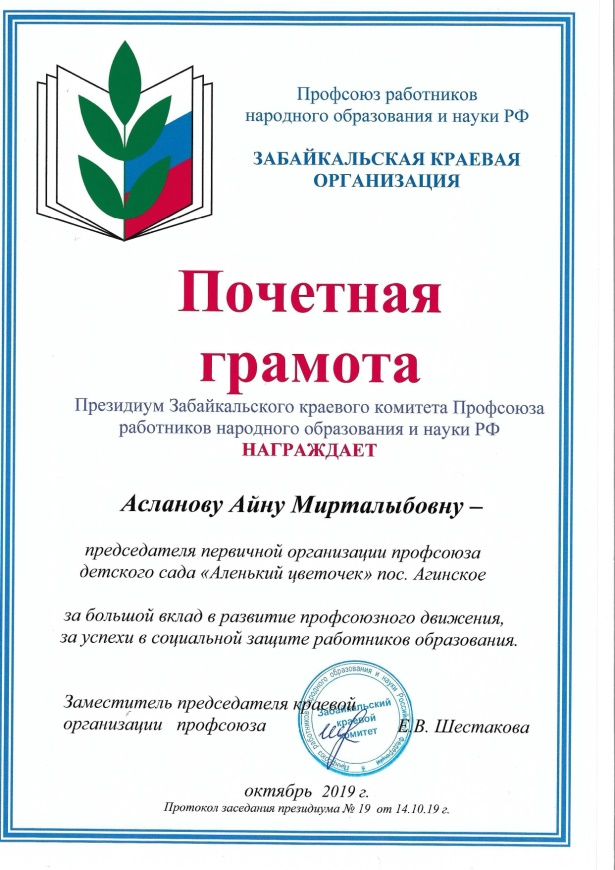 Профсоюз работников
народного образования и науки РФ
ЗАБАЙКАЛЬСКАЯ КРАЕВАЯ
ОРГАНИЗАЦИЯ
Почетная
грамота
Президиум Забайкальского краевого комитета Профсоюза
работников народного образования и науки РФ
НАГРАЖДАЕТ
Асланову Айну Мирталыбовну –
председателя первичной организации профсоюза
детского сада «Аленький цветочек» пос. Агинское
за большой вклад в развитие профсоюзного движения,
за успехи в социальной защите работников образования.
Заместитель председателя краевой
организации профсоюза Е.В. Шестакова
Забайкальский
краевой
комитет
октябрь 2019 г.
Протокол заседания президиума № 19 от 14.10.19 г.